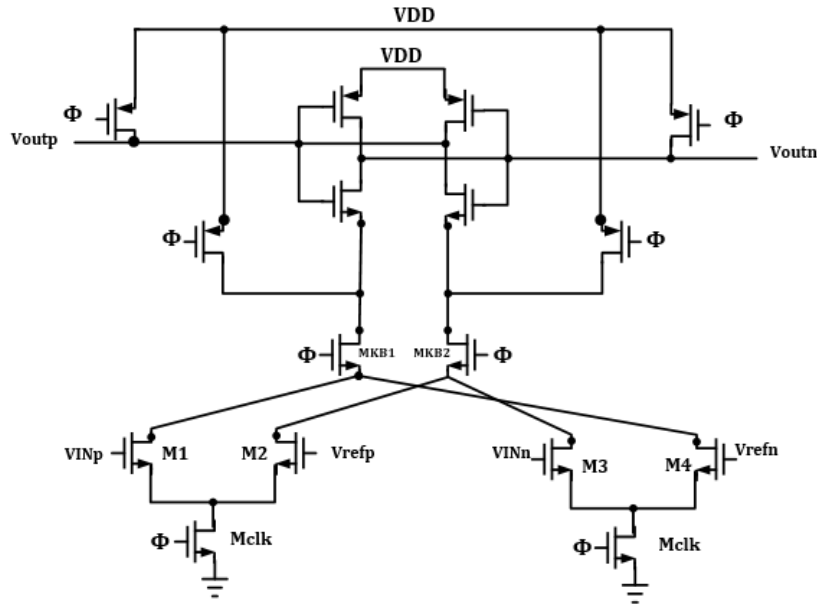 VDD
VDD
Φ
Φ
Voutp
Voutn
Φ
Φ
Φ
MKB1
MKB2
Φ
VINp
M1
M2
Vrefp
VINn
M3
M4
Vrefn
Φ
Mclk
Φ
Mclk